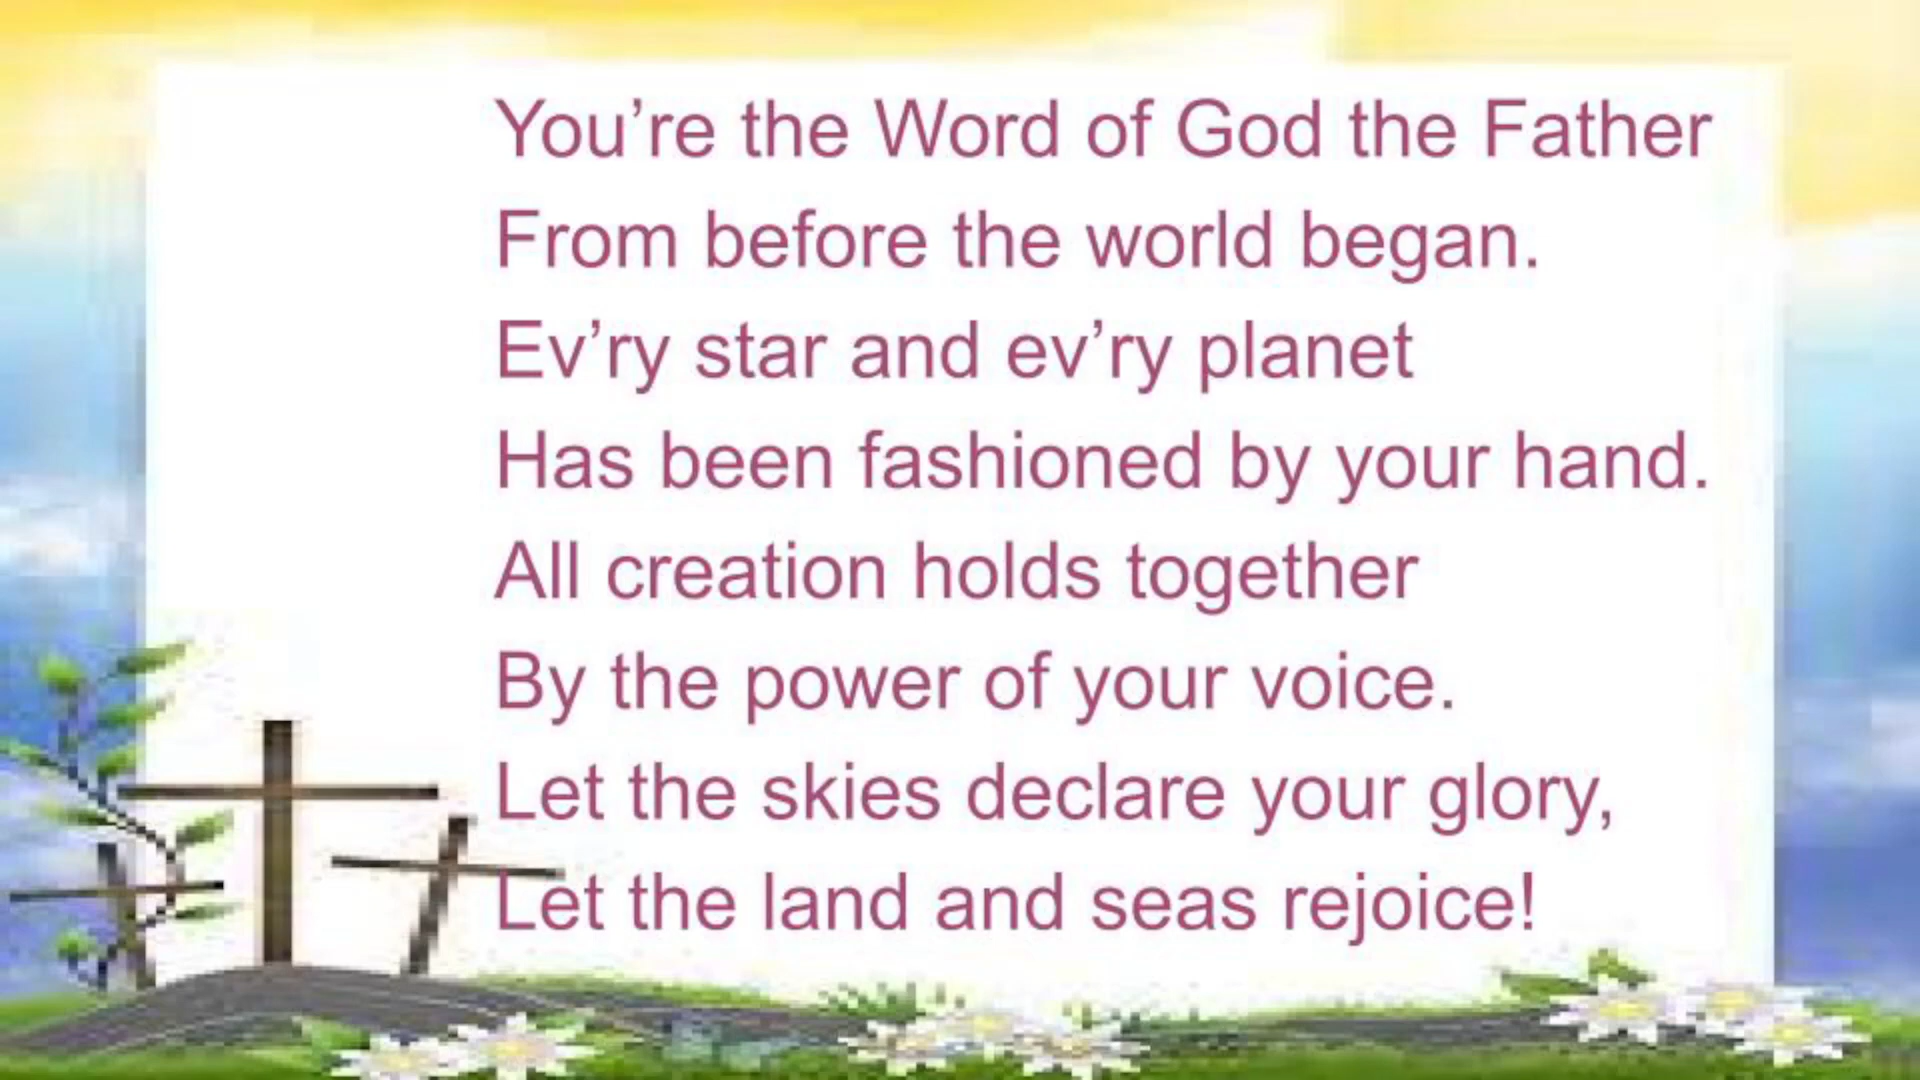 You’re the Word of God the Father
From before the world began.
Ev’ry star and ev’ry planet
Has been fashioned by your hand.
All creation holds together
By the power of your voice.
Let the skies declare your glory,
Let the land and seas rejoice!